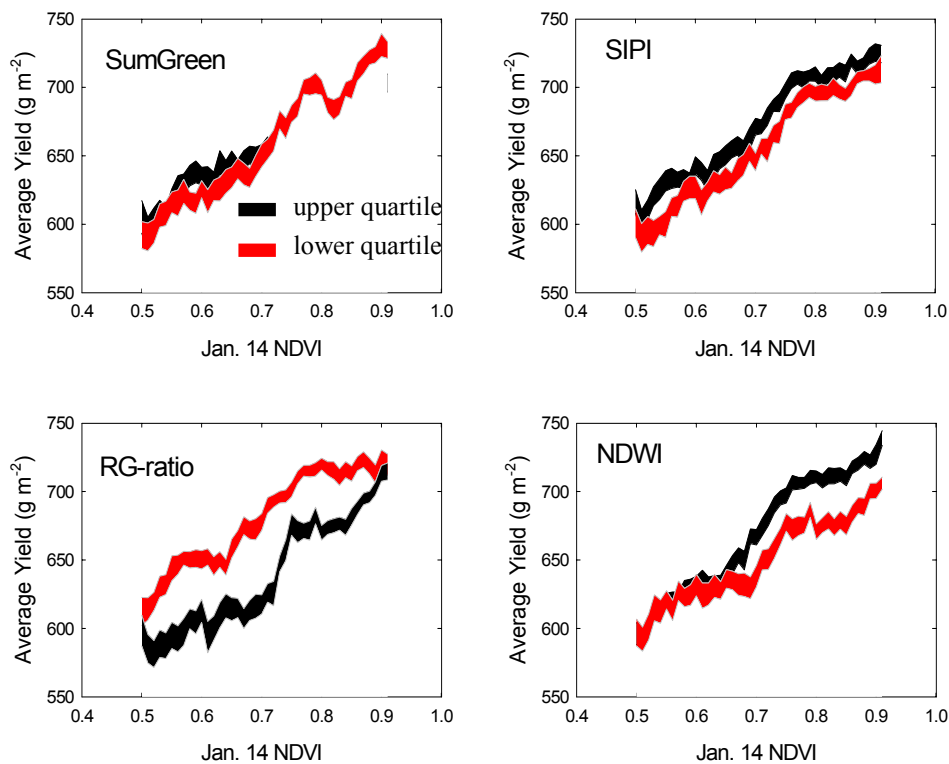 SumGreen
Average Yield (g m-2)
750
700
650
600
550
upper quartile
lower quartile
0.4 0.5 0.6 0.7 0.8 0.9 1.0
Jan. 14 NDVI
SIPI
Average Yield (g m-2)
750
700
650
600
550
0.4 0.5 0.6 0.7 0.8 0.9 1.0
Jan. 14 NDVI
RG-ratio
Average Yield (g m-2)
750
700
650
600
550
0.4 0.5 0.6 0.7 0.8 0.9 1.0
Jan. 14 NDVI
NDWI
Average Yield (g m-2)
750
700
650
600
550
0.4 0.5 0.6 0.7 0.8 0.9 1.0
Jan. 14 NDVI